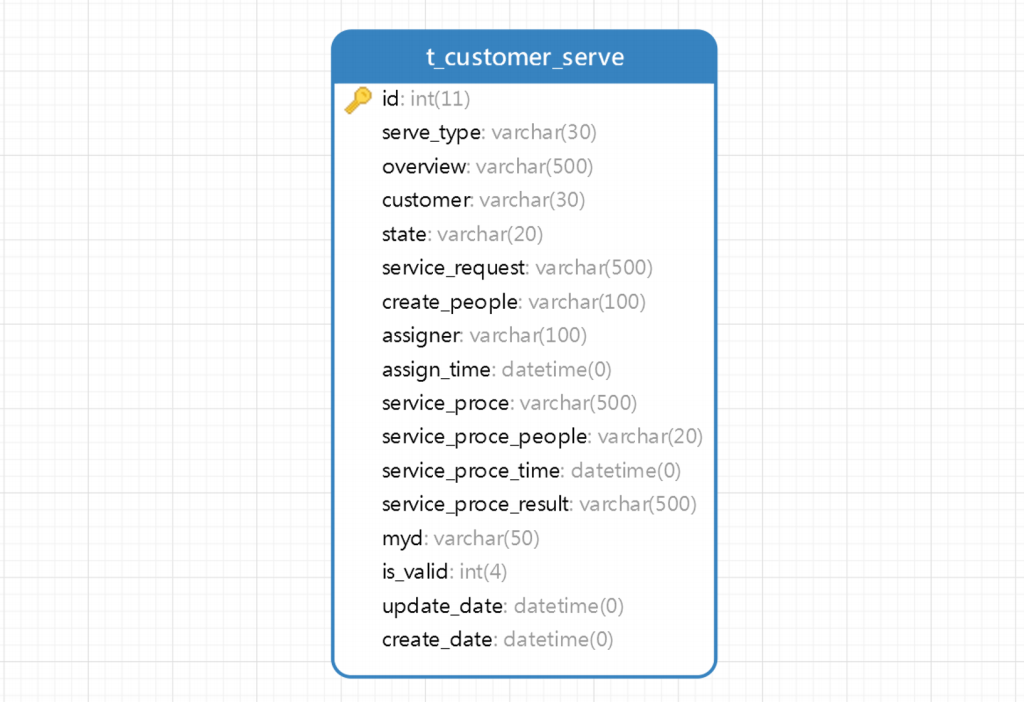 t_customer_serve
id: int(11)
serve_type: varchar(30)
overview: varchar(500)
customer: varchar(30)
state: varchar(20)
service_request: varchar(500)
create_people: varchar(100)
assigner: varchar(100)
assign_time: datetime(0)
service_proce: varchar(500)
service_proce_people: varchar(20)
service_proce_time: datetime(0)
service_proce_result: varchar(500)
myd: varchar(50)
is_valid: int(4)
update_date: datetime(0)
create_date: datetime(0)